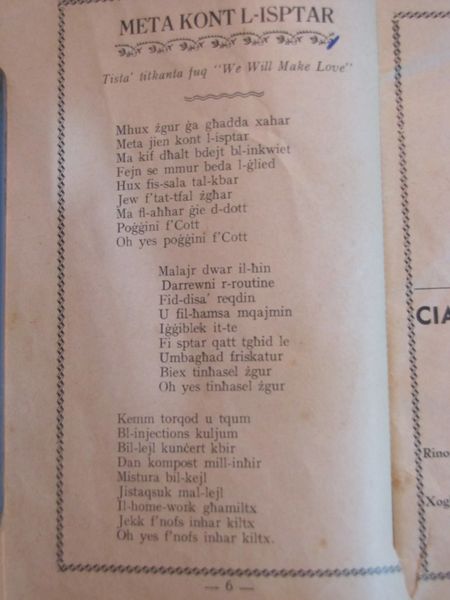 META KONT L-ISPTAR
Tista' titkanta fuq "We Will Make Love"
Mhux żgur ġa għadda xahar
Meta jien kont l-isptar
Ma kif dħalt bdejt bl-inkwiet
Fejn se mmur beda l-ġlied
Hux fis-sala tal-kbar
Jew f'tat-tfal żgħar
Ma fl-aħħar ġie d-dott
Poġġini f'Cott
Oh yes poġġini f'Cott
Malajr dwar il-ħin
Darrewni r-routine
Fid-disa' reqdin
U fil-ħamsa mqajmin
Iġġiblek it-te
Fi sptar qatt tgħid le
Umbagħad friskatur
Biex tinħasel żgur
Oh yes tinħasel żgur
Kemm torqod u tqum
Bl-injections kuljum
Bil-lejl kunċert kbir
Dan kompost mill-inħir
Mistura bil-kejl
Jistaqsuk mal-lejl
Il-home-work għamiltx
Jekk f'nofs inhar kiltx
Oh yes f'nofs inhar kiltx.
— 6 —
CIA
Rino
Xog